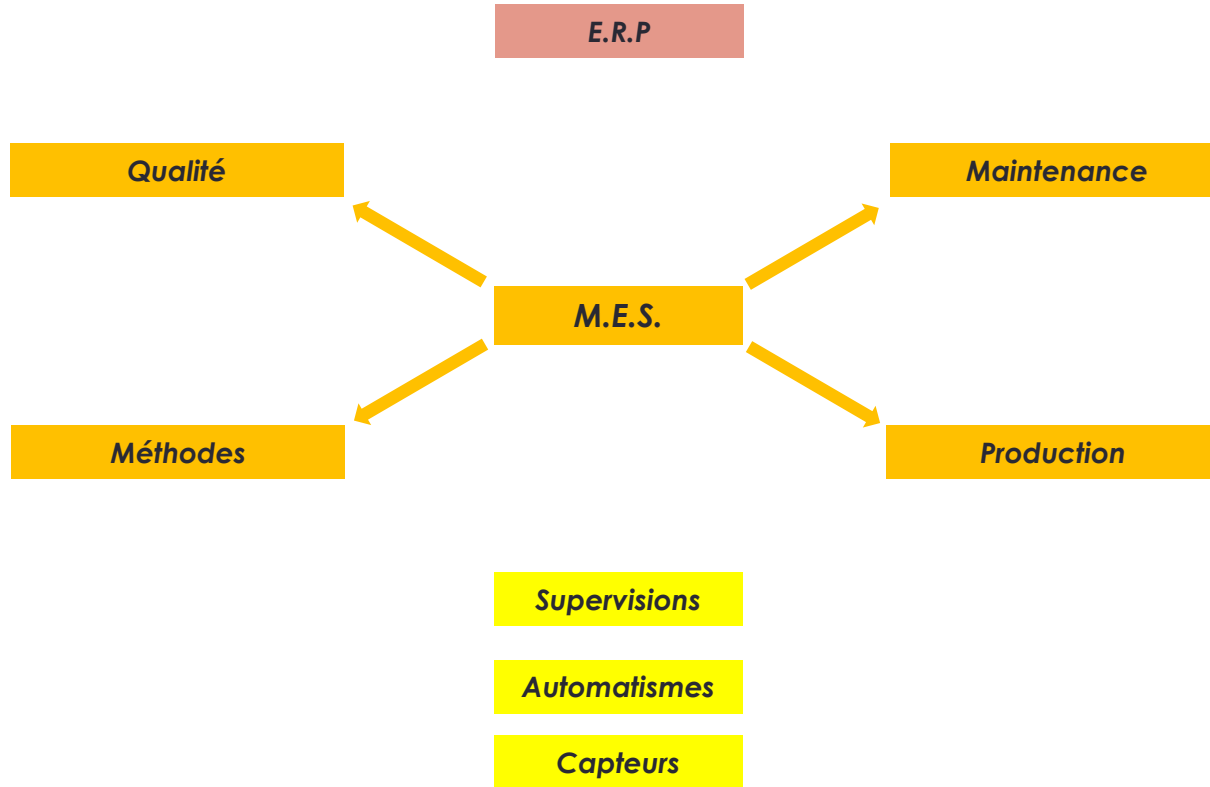 E.R.P
Qualité
Maintenance
M.E.S.
Méthodes
Production
Supervisions
Automatismes
Capteurs